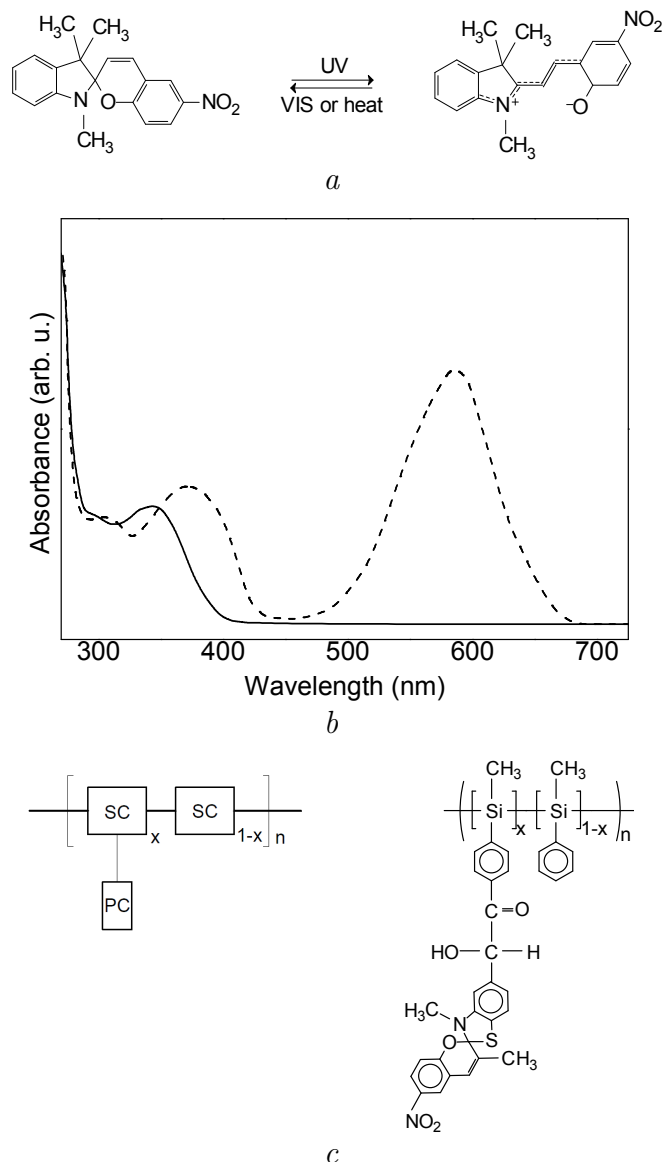 H₃C CH₃ NO₂
H₃C CH₃ UV
N O NO₂ VIS or heat N⁺ ⁻O
CH₃ CH₃
a
Absorbance (arb. u.)
300 400 500 600 700
Wavelength (nm)
b
CH₃ CH₃
SC SC Si Si
x 1-x n x 1-x n
PC
C=O
HO C H
H₃C N
O S
CH₃
NO₂
c